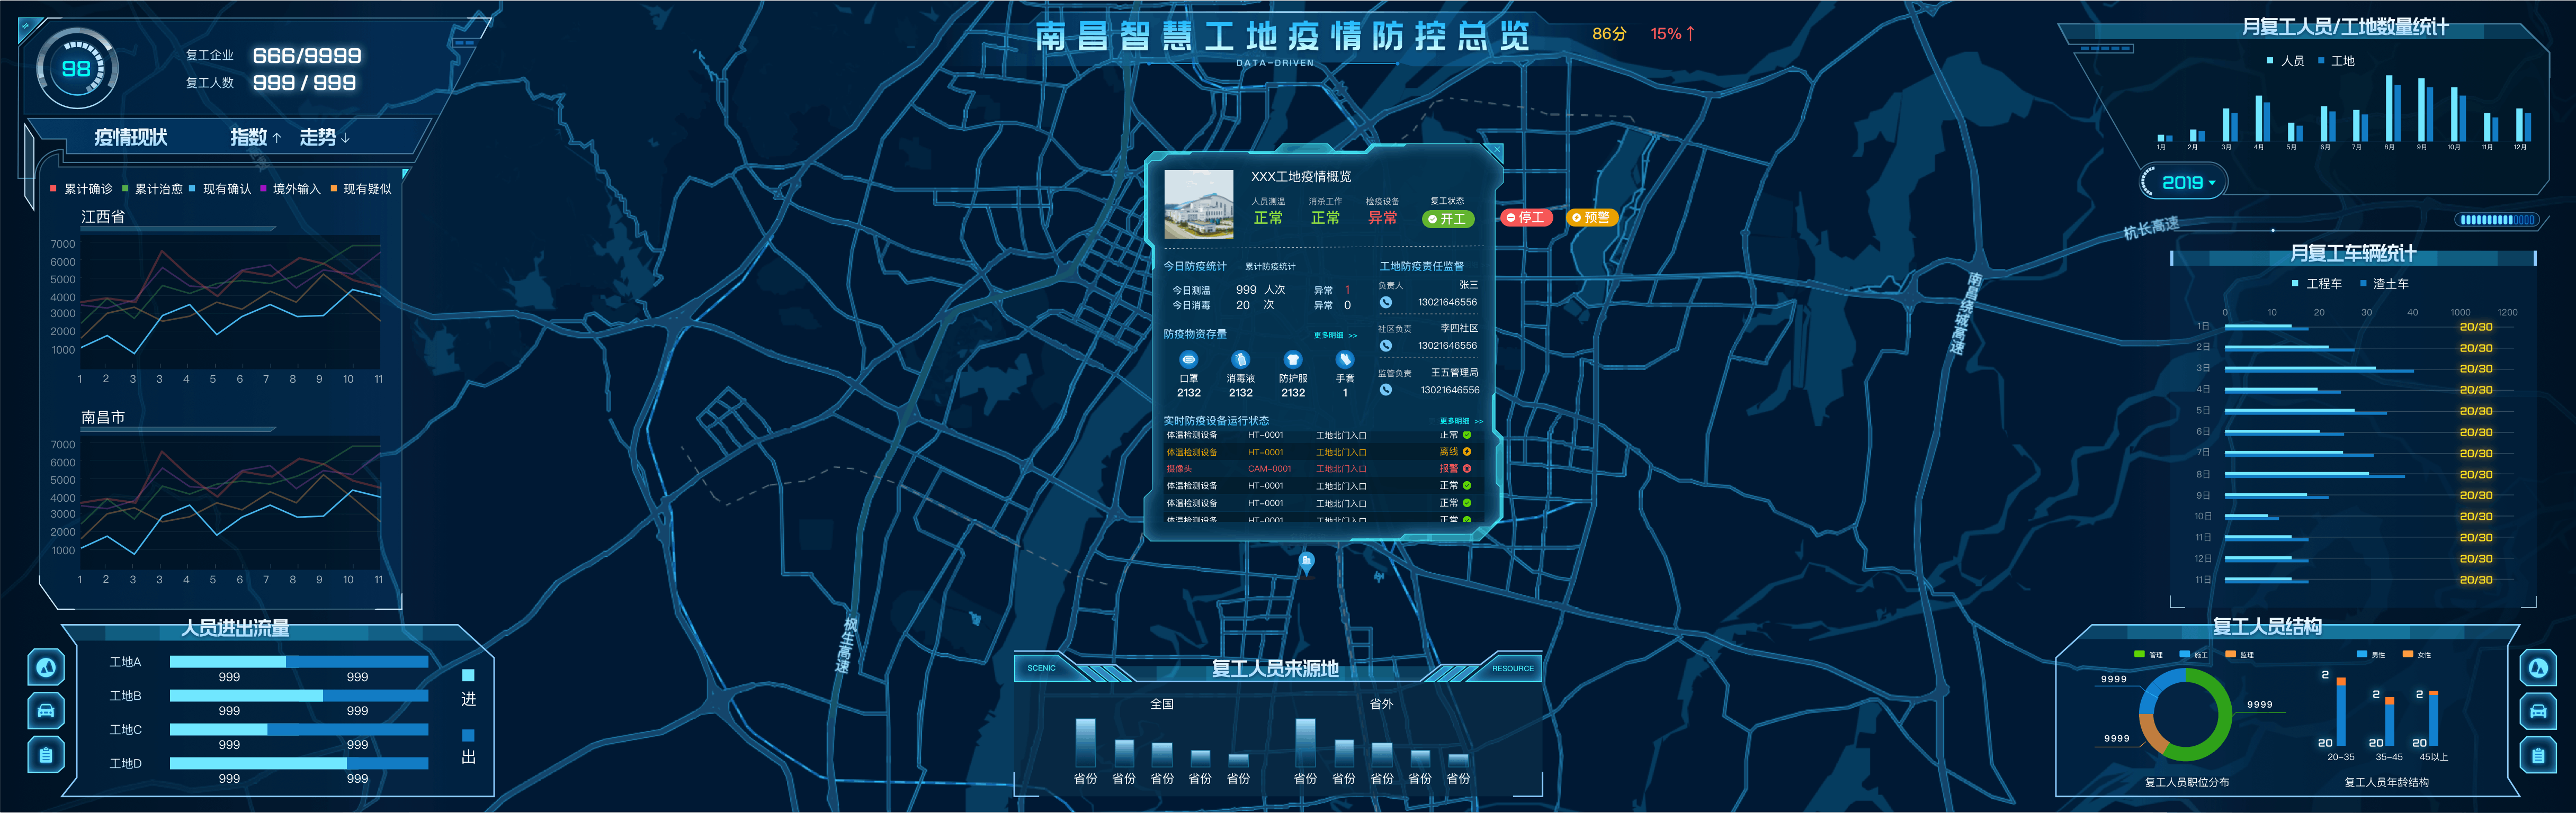 南昌智慧工地疫情防控总览
DATA-DRIVEN
86分 15%↑
98
复工企业 666/9999
复工人数 999 / 999
疫情现状 指数↑ 走势↓
累计确诊 累计治愈 现有确认 境外输入 现有疑似
江西省
7000
6000
5000
4000
3000
2000
1000
1 2 3 3 4 5 6 7 8 9 10 11
南昌市
7000
6000
5000
4000
3000
2000
1000
1 2 3 3 4 5 6 7 8 9 10 11
人员进出流量
工地A
999 999
工地B
999 999
工地C
999 999
工地D
999 999
进
出
XXX工地疫情概览
人员测温 消杀工作 检疫设备 复工状态
正常 正常 异常 开工
停工 预警
今日防疫统计 累计防疫统计
今日测温 999 人次 异常 1
今日消毒 20 次 异常 0
防疫物资存量 更多明细 >>
口罩 消毒液 防护服 手套
2132 2132 2132 1
工地防疫责任监督
负责人 张三
13021646556
社区负责 李四社区
13021646556
监管负责 王五管理局
13021646556
实时防疫设备运行状态 更多明细 >>
体温检测设备 HT-0001 工地北门入口 正常
体温检测设备 HT-0001 工地北门入口 离线
摄像头 CAM-0001 工地北门入口 报警
体温检测设备 HT-0001 工地北门入口 正常
体温检测设备 HT-0001 工地北门入口 正常
体温检测设备 HT-0001 工地北门入口 正常
枫生高速
南昌绕城高速
杭长高速
SCENIC 复工人员来源地 RESOURCE
全国 省外
省份 省份 省份 省份 省份 省份 省份 省份 省份 省份
月复工人员/工地数量统计
人员 工地
1月 2月 3月 4月 5月 6月 7月 8月 9月 10月 11月 12月
2019
月复工车辆统计
工程车 渣土车
0 10 20 30 40 1000 1200
1日 20/30
2日 20/30
3日 20/30
4日 20/30
5日 20/30
6日 20/30
7日 20/30
8日 20/30
9日 20/30
10日 20/30
11日 20/30
12日 20/30
11日 20/30
复工人员结构
管理 施工 监理
9999
9999
9999
复工人员职位分布
男性 女性
2 2 2
20 20 20
20-35 35-45 45以上
复工人员年龄结构